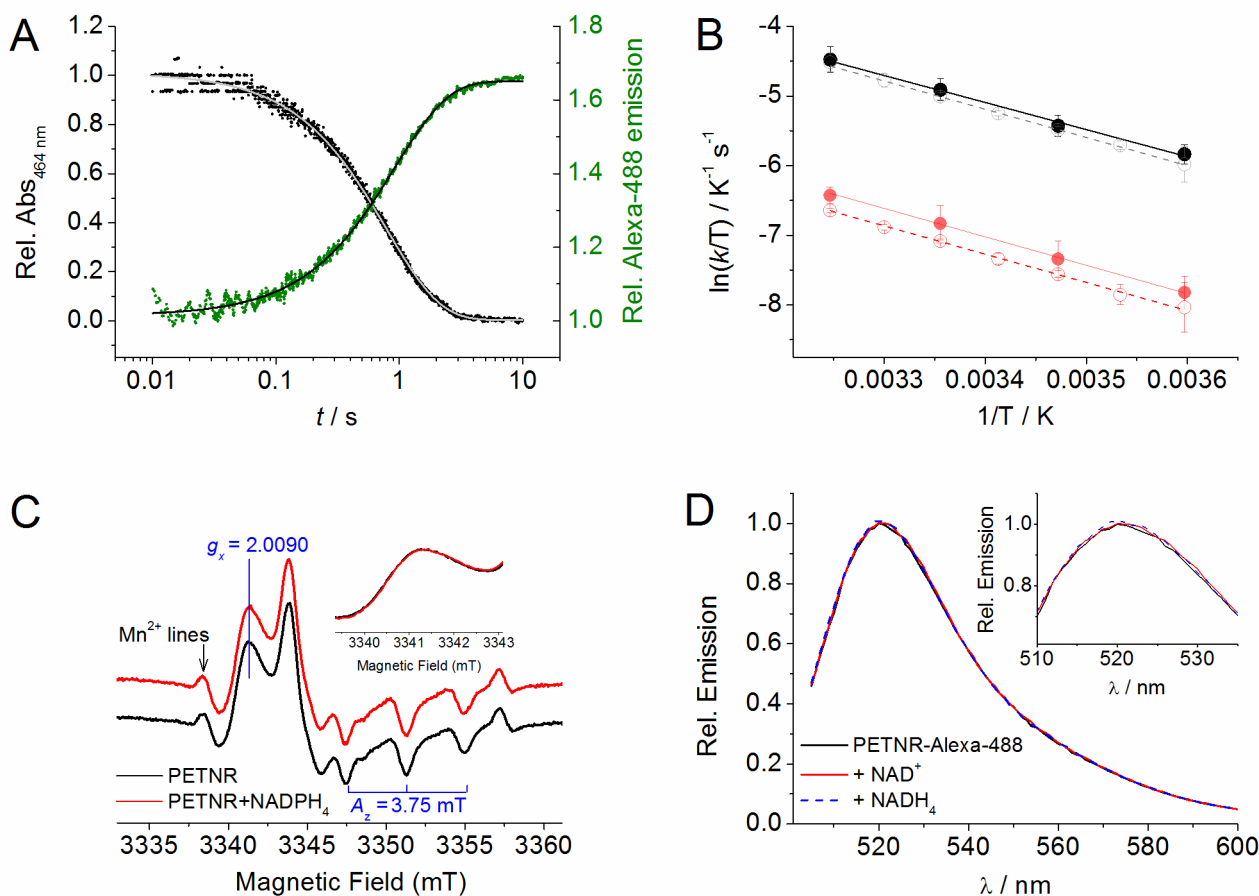 A
Rel. Abs464 nm
1.2
1.0
0.8
0.6
0.4
0.2
0.0
0.01
0.1
1
10
t / s
1.8
1.6
1.4
1.2
1.0
Rel. Alexa-488 emission
B
ln(k/T) / K⁻¹ s⁻¹
-4
-5
-6
-7
-8
0.0033
0.0034
0.0035
0.0036
1/T / K
C
gx = 2.0090
Mn²⁺ lines
3340
3341
3342
3343
Magnetic Field (mT)
PETNR
PETNR+NADPH₄
Az = 3.75 mT
3335
3340
3345
3350
3355
3360
Magnetic Field (mT)
D
Rel. Emission
1.0
0.8
0.6
0.4
0.2
0.0
Rel. Emission
1.0
0.8
510
520
530
λ / nm
PETNR-Alexa-488
+ NAD⁺
+ NADH₄
520
540
560
580
600
λ / nm